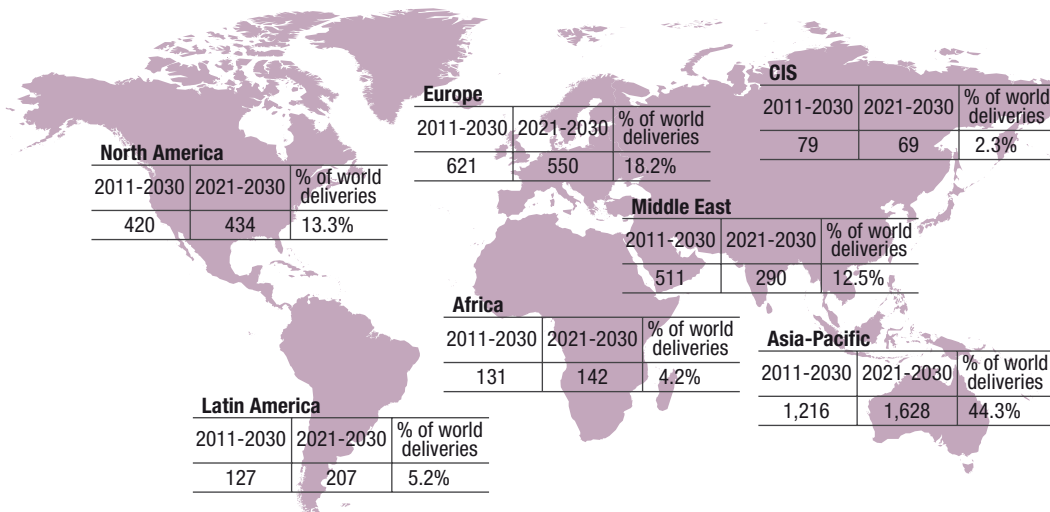 North America
2011-2030 2021-2030 % of world
deliveries
420 434 13.3%
Europe
2011-2030 2021-2030 % of world
deliveries
621 550 18.2%
CIS
2011-2030 2021-2030 % of world
deliveries
79 69 2.3%
Middle East
2011-2030 2021-2030 % of world
deliveries
511 290 12.5%
Africa
2011-2030 2021-2030 % of world
deliveries
131 142 4.2%
Asia-Pacific
2011-2030 2021-2030 % of world
deliveries
1,216 1,628 44.3%
Latin America
2011-2030 2021-2030 % of world
deliveries
127 207 5.2%